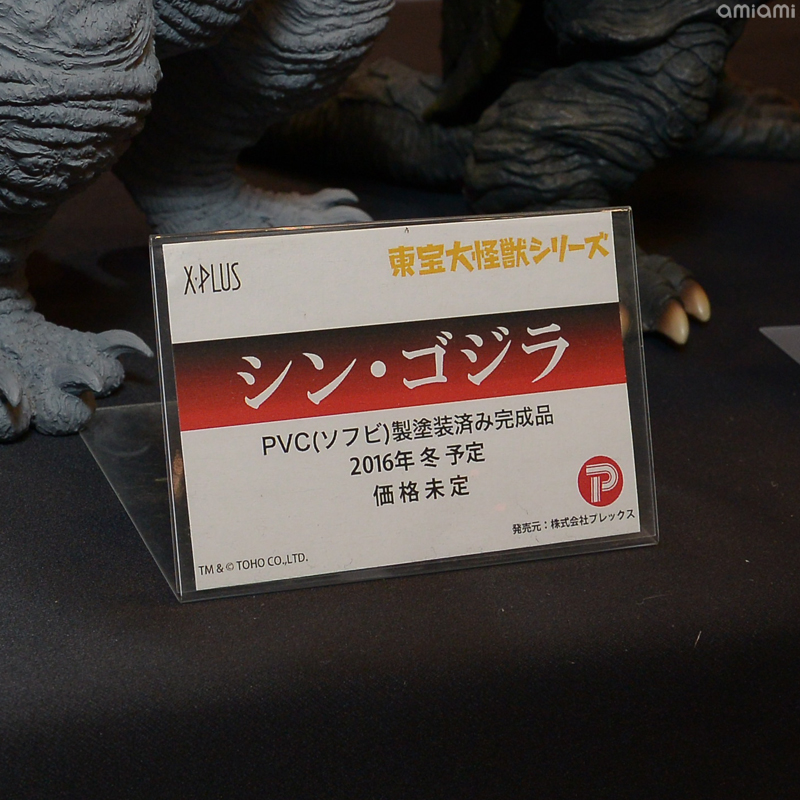 amiami
X-PLUS
東宝大怪獣シリーズ
シン・ゴジラ
PVC(ソフビ)製塗装済み完成品
2016年 冬 予定
価格未定
発売元:株式会社プレックス
TM & © TOHO CO.,LTD.